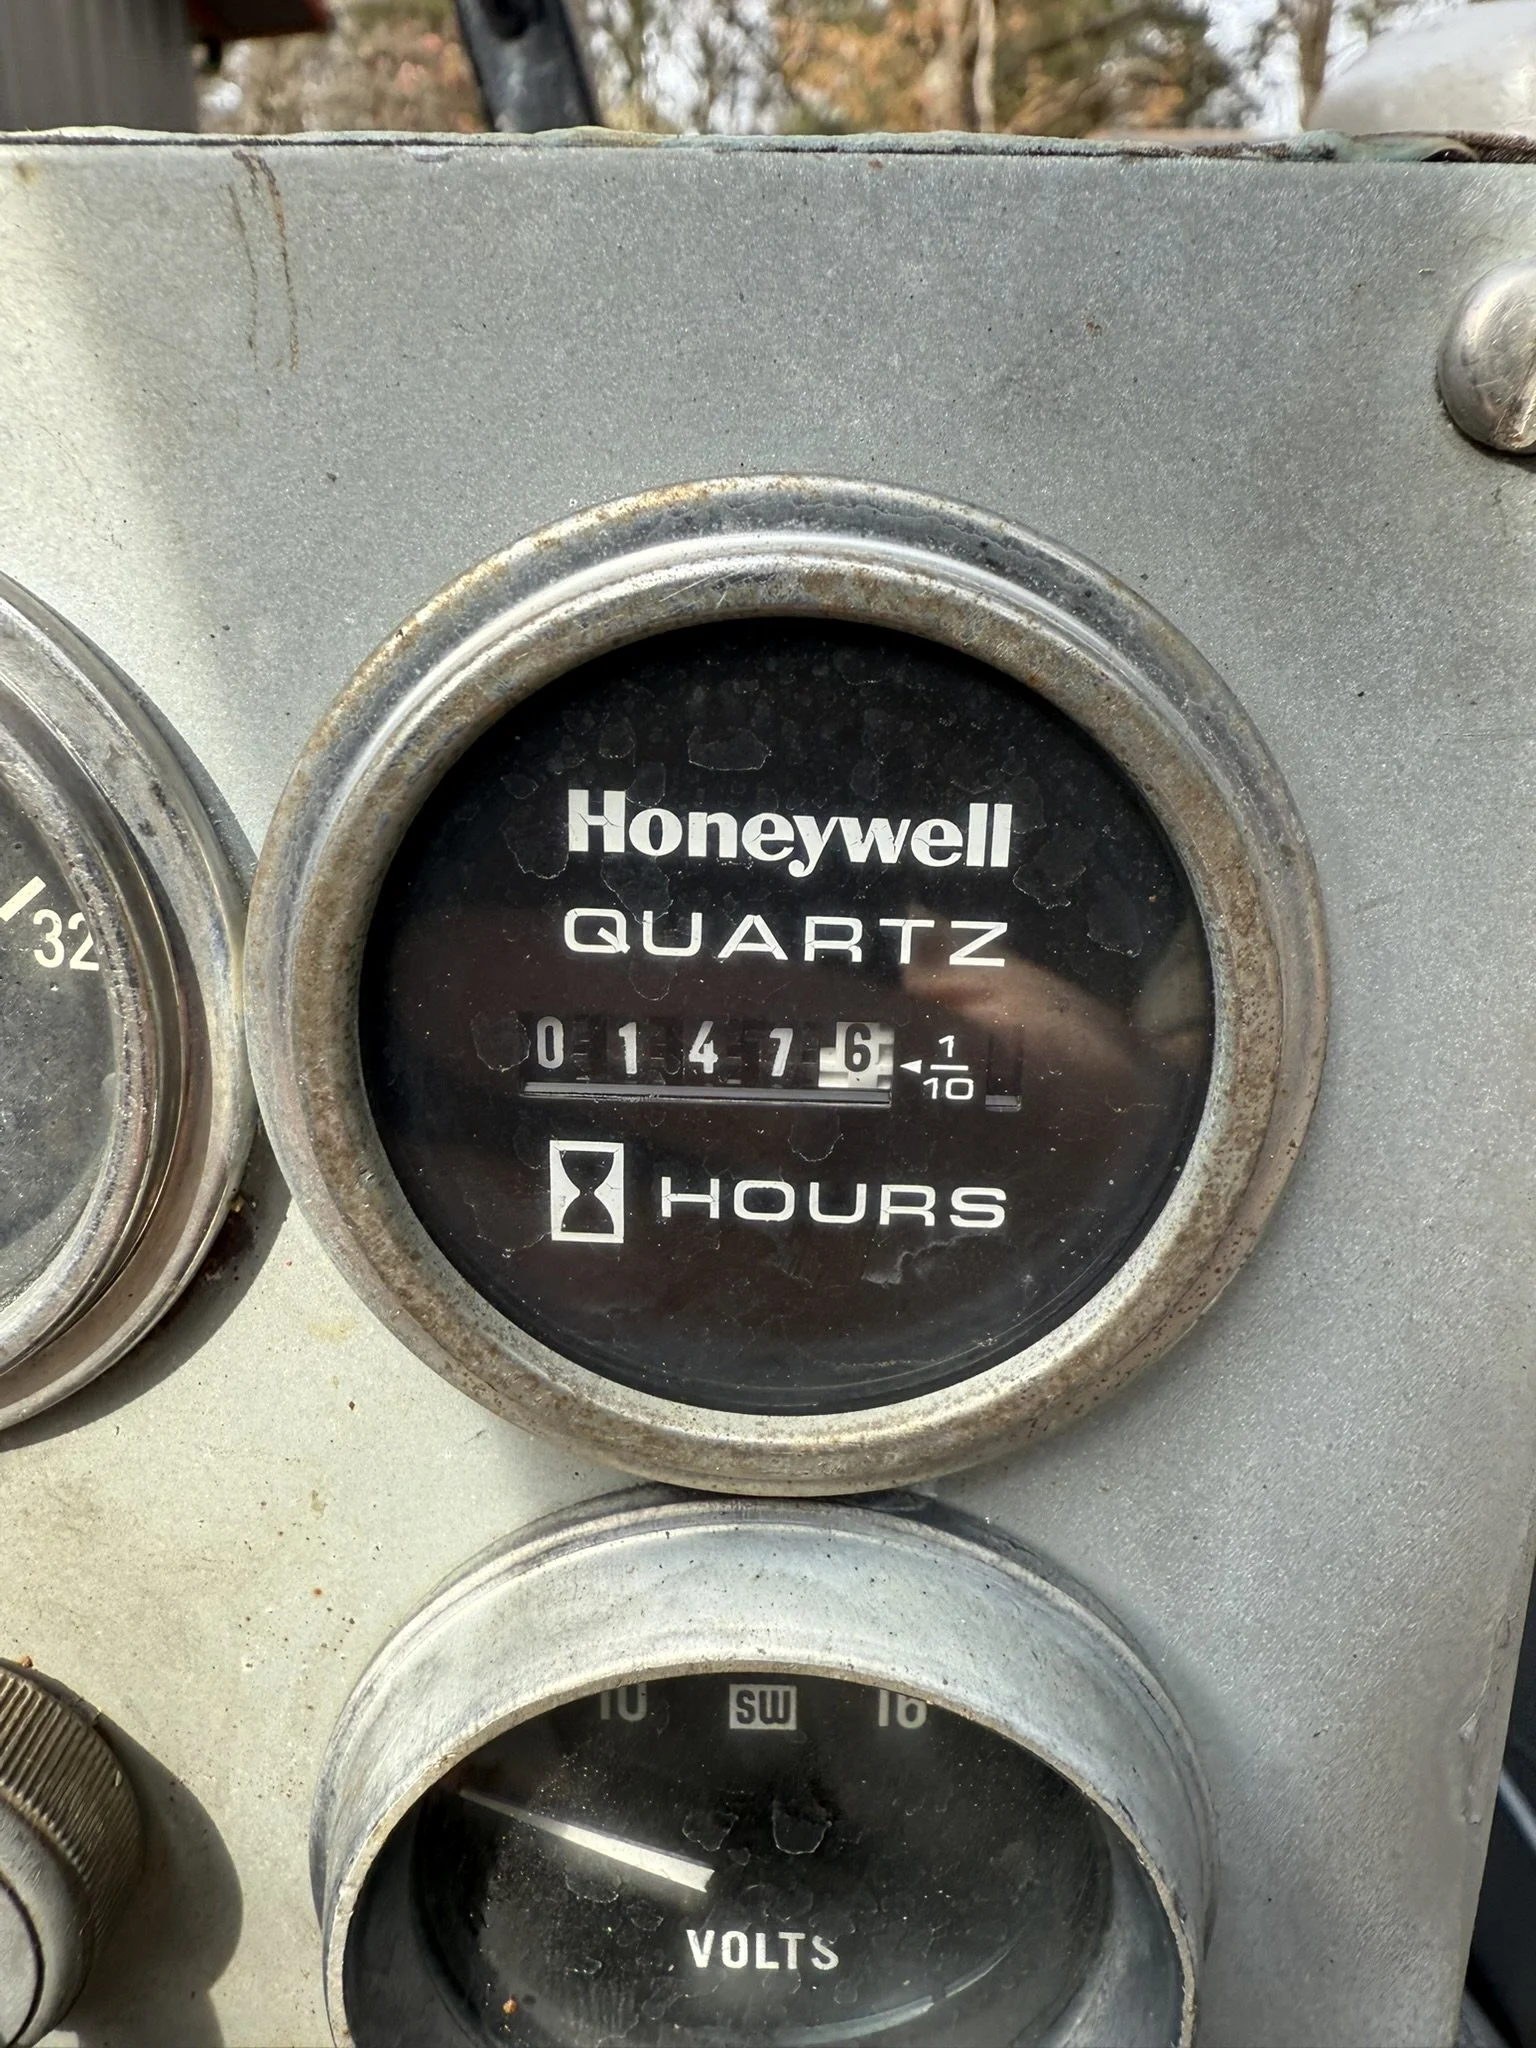 Honeywell
QUARTZ
32
0 1 4 7 6 1/10
HOURS
10 SW 16
VOLTS